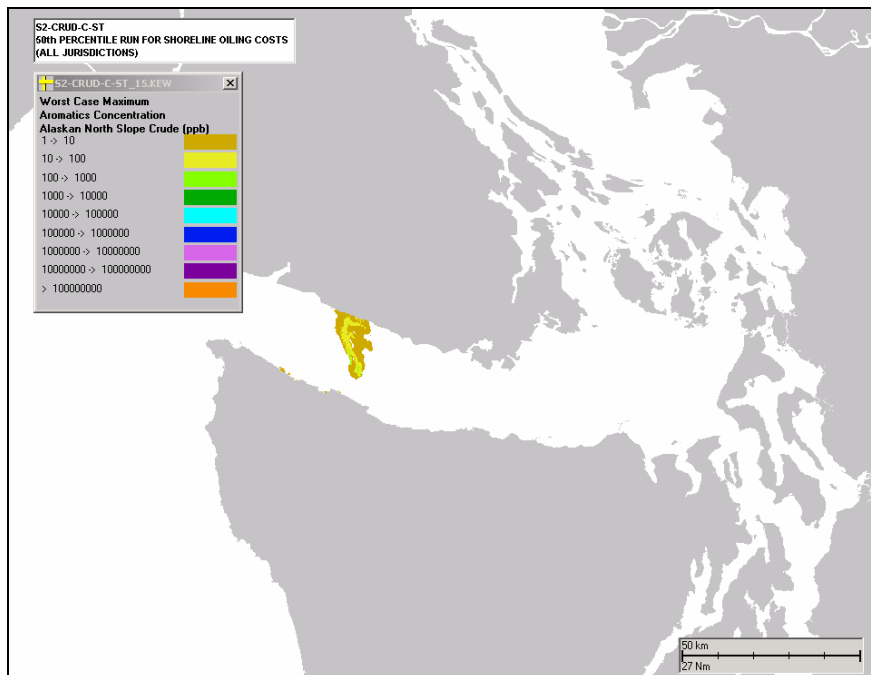 S2-CRUD-C-ST
50th PERCENTILE RUN FOR SHORELINE OILING COSTS
(ALL JURISDICTIONS)
S2-CRUD-C-ST_15.KEW
Worst Case Maximum
Aromatics Concentration
Alaskan North Slope Crude (ppb)
1 -> 10
10 -> 100
100 -> 1000
1000 -> 10000
10000 -> 100000
100000 -> 1000000
1000000 -> 10000000
10000000 -> 100000000
> 100000000
50 km
27 Nm